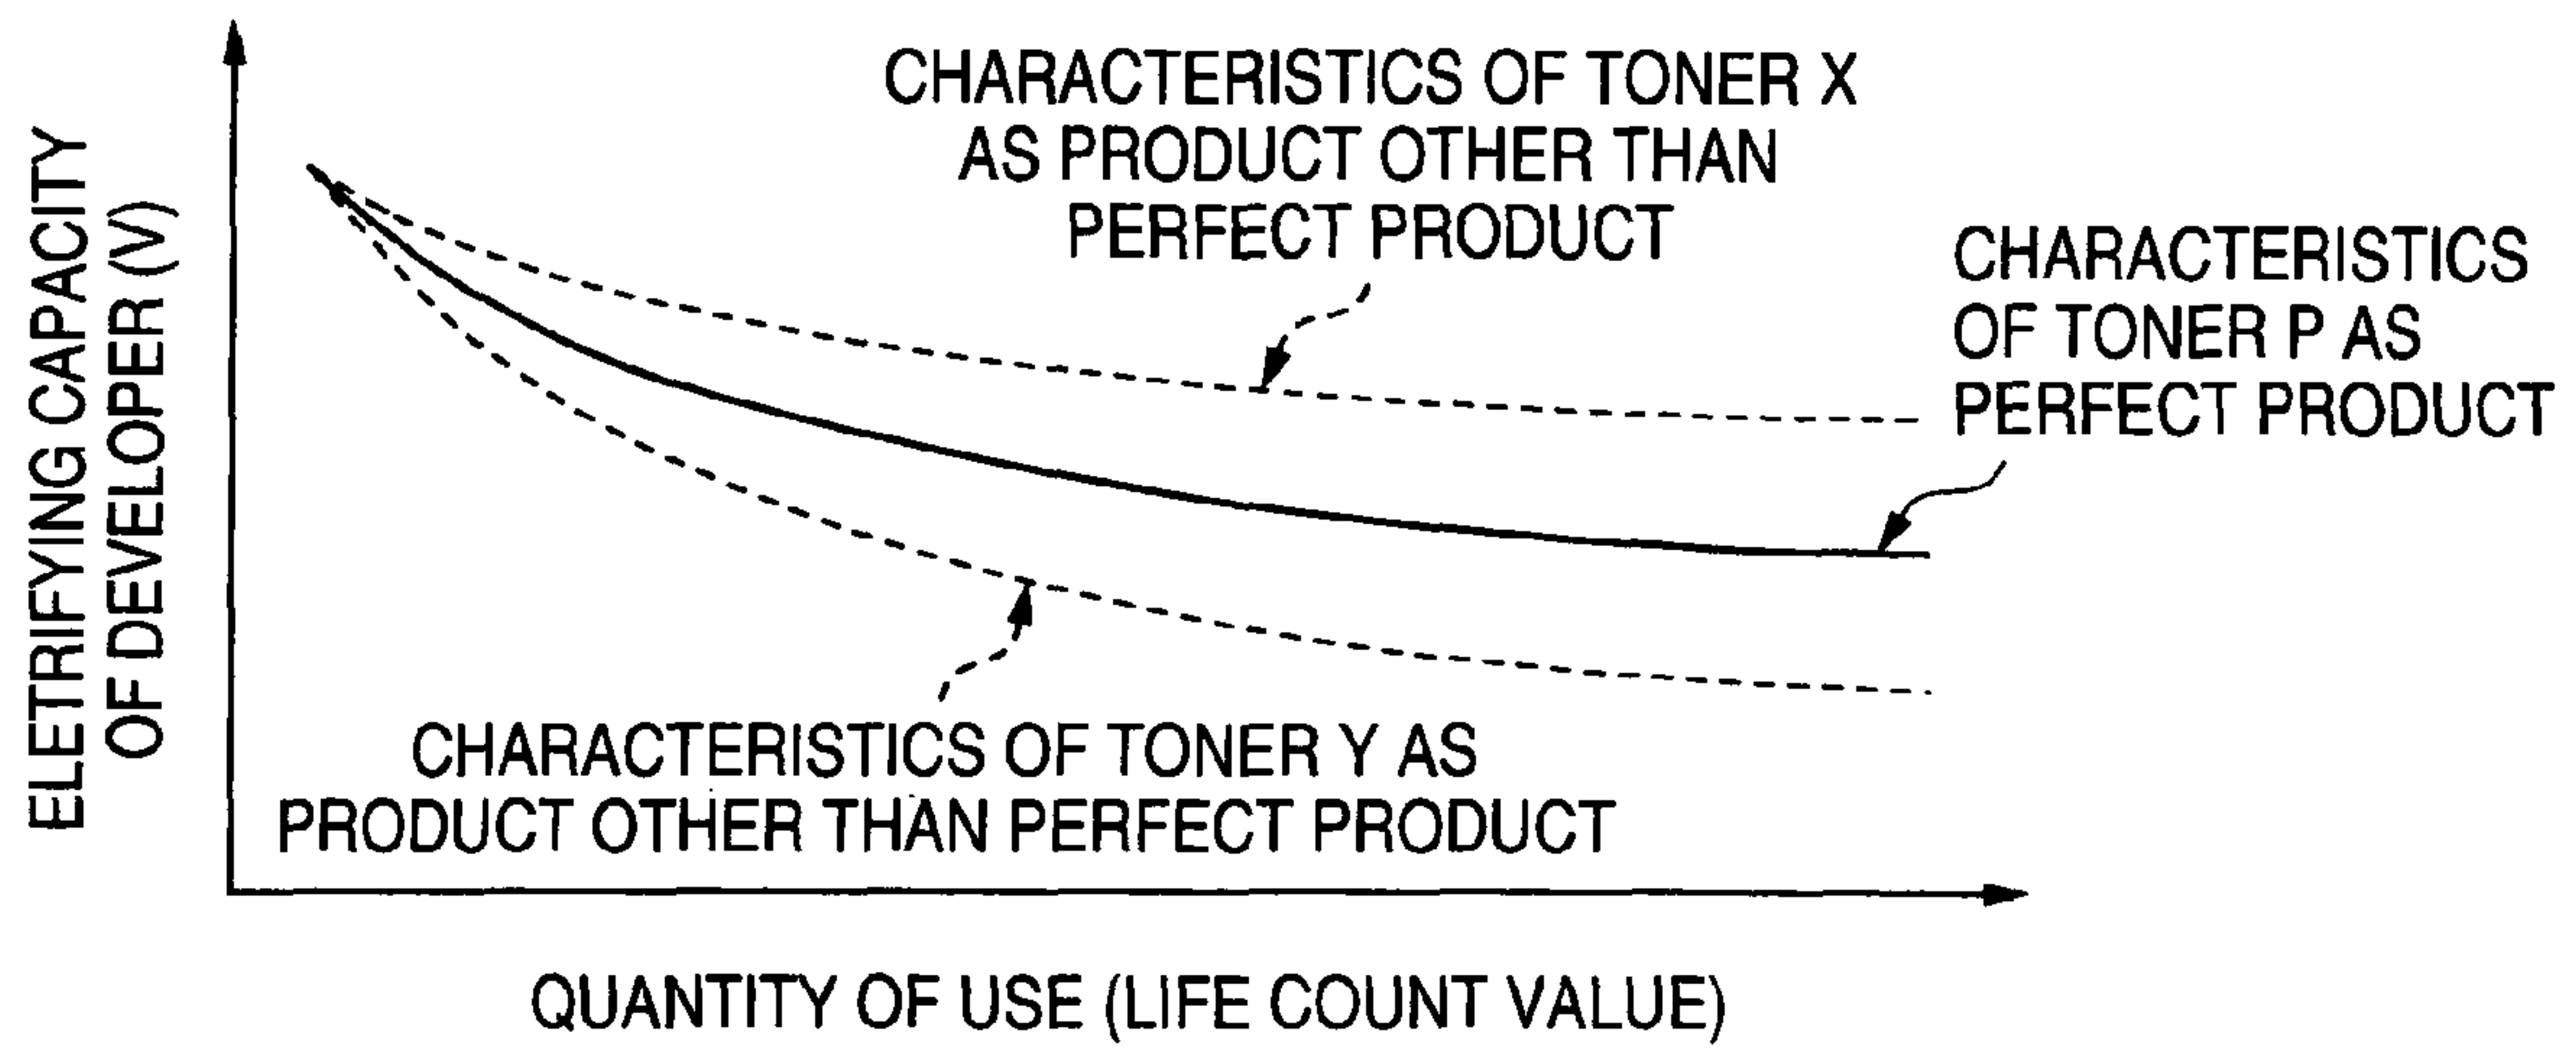 CHARACTERISTICS OF TONER X
AS PRODUCT OTHER THAN
PERFECT PRODUCT
CHARACTERISTICS
OF TONER P AS
PERFECT PRODUCT
ELETRIFYING CAPACITY
OF DEVELOPER (V)
CHARACTERISTICS OF TONER Y AS
PRODUCT OTHER THAN PERFECT PRODUCT
QUANTITY OF USE (LIFE COUNT VALUE)